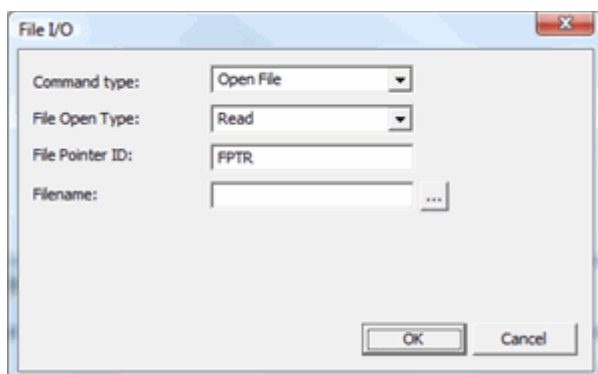 File I/O
Command type: Open File
File Open Type: Read
File Pointer ID: FPTR
Filename: ...
OK Cancel